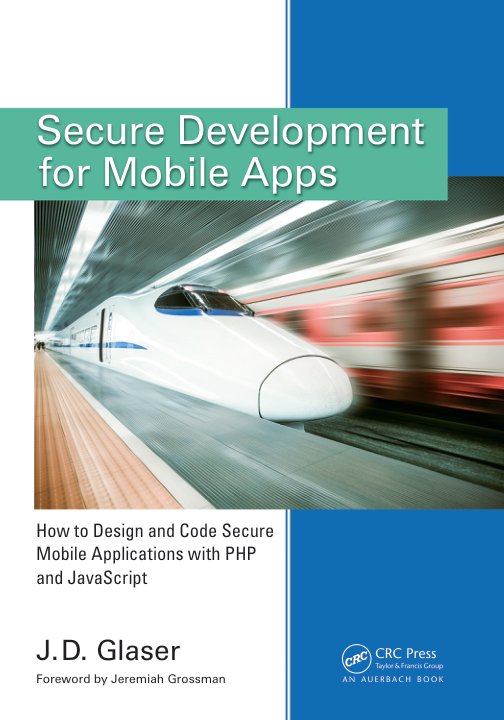 Secure Development
for Mobile Apps
How to Design and Code Secure
Mobile Applications with PHP
and JavaScript
J.D. Glaser
Foreword by Jeremiah Grossman
CRC
CRC Press
Taylor & Francis Group
AN AUERBACH BOOK